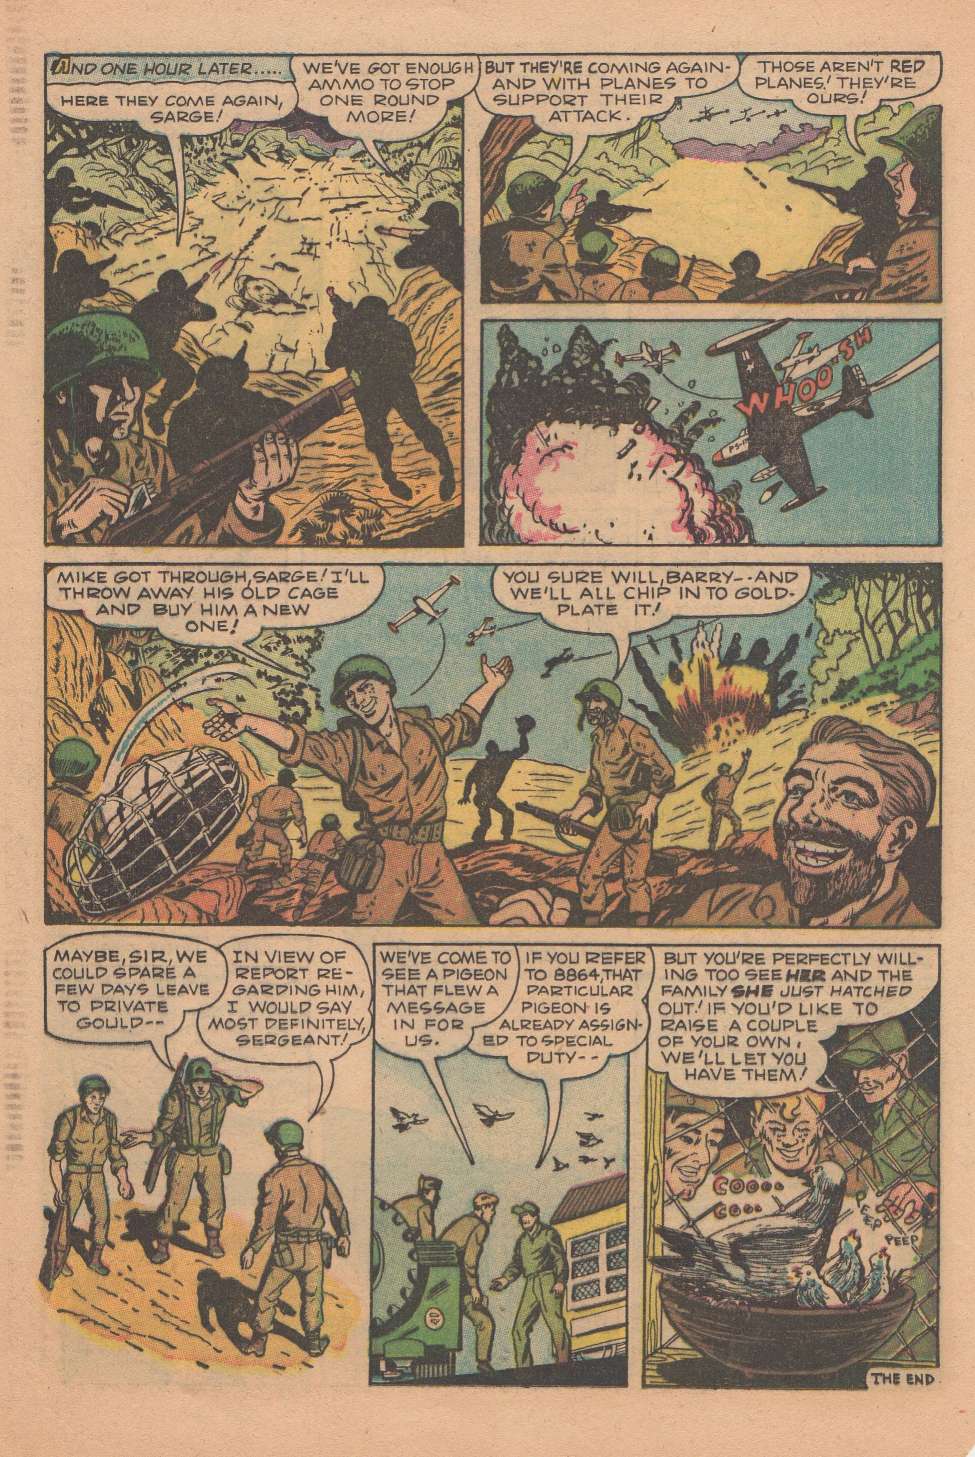 AND ONE HOUR LATER.....
HERE THEY COME AGAIN,
SARGE!
WE'VE GOT ENOUGH
AMMO TO STOP
ONE ROUND
MORE!
BUT THEY'RE COMING AGAIN-
AND WITH PLANES TO
SUPPORT THEIR
ATTACK.
THOSE AREN'T RED
PLANES! THEY'RE
OURS!
WHOO-SH
MIKE GOT THROUGH, SARGE! I'LL
THROW AWAY HIS OLD CAGE
AND BUY HIM A NEW
ONE!
YOU SURE WILL, BARRY--AND
WE'LL ALL CHIP IN TO GOLD-
PLATE IT!
MAYBE, SIR, WE
COULD SPARE A
FEW DAYS LEAVE
TO PRIVATE
GOULD--
IN VIEW OF
REPORT RE-
GARDING HIM,
I WOULD SAY
MOST DEFINITELY,
SERGEANT!
WE'VE COME TO
SEE A PIGEON
THAT FLEW A
MESSAGE
IN FOR
US.
IF YOU REFER
TO 8864, THAT
PARTICULAR
PIGEON IS
ALREADY ASSIGN-
ED TO SPECIAL
DUTY--
BUT YOU'RE PERFECTLY WILL-
ING TOO SEE HER AND THE
FAMILY SHE JUST HATCHED
OUT! IF YOU'D LIKE TO
RAISE A COUPLE
OF YOUR OWN,
WE'LL LET YOU
HAVE THEM!
COO...
COO...
PEEP
PEEP
PEEP
THE END